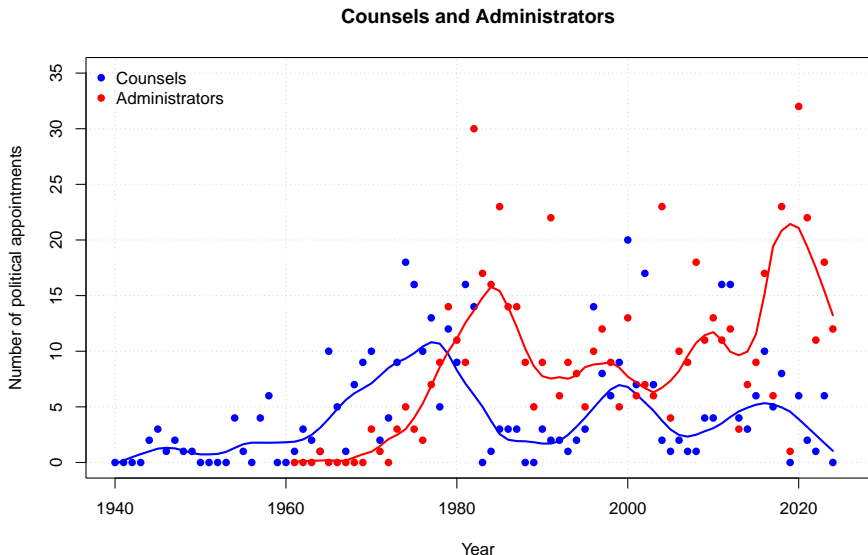 Counsels and Administrators
Number of political appointments
35
30
25
20
15
10
5
0
Counsels
Administrators
1940 1960 1980 2000 2020
Year